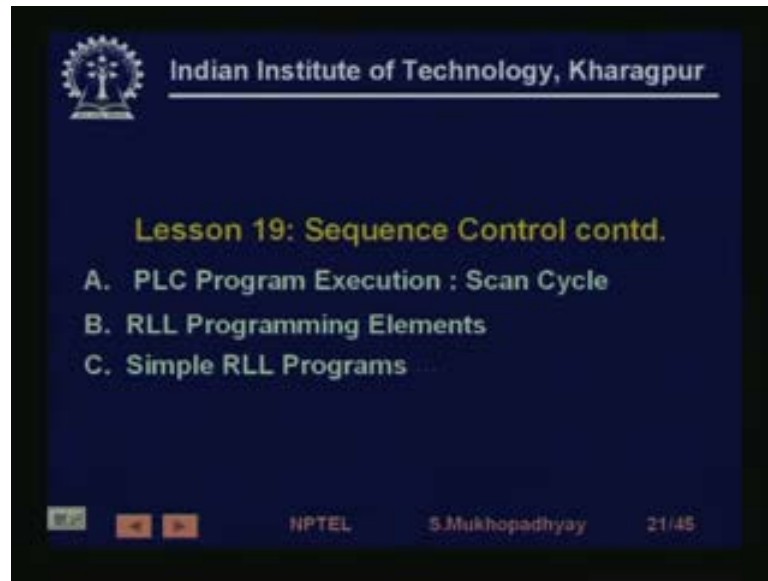 Indian Institute of Technology, Kharagpur
Lesson 19: Sequence Control contd.
A. PLC Program Execution : Scan Cycle
B. RLL Programming Elements
C. Simple RLL Programs
NPTEL S.Mukhopadhyay 21/45